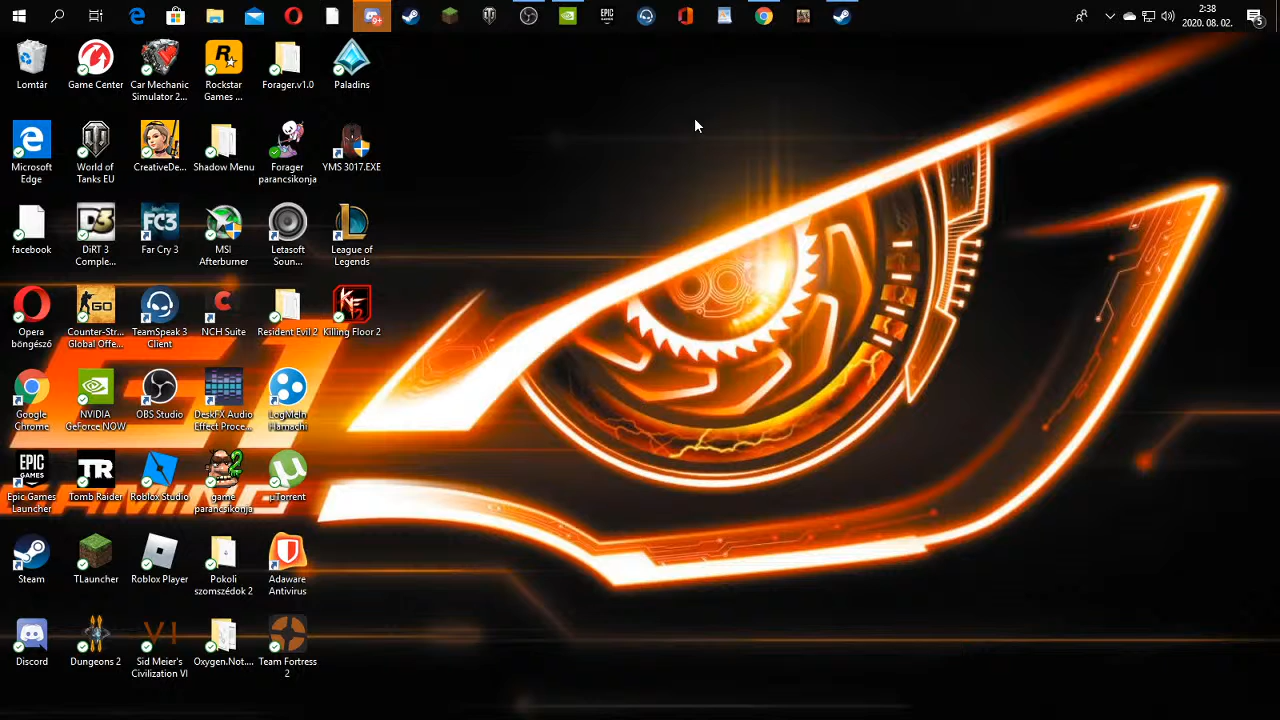 2:38
2020. 08. 02.
5
Lomtár
Game Center
Car Mechanic
Simulator 2...
Rockstar
Games ...
Forager.v1.0
Paladins
Microsoft
Edge
World of
Tanks EU
CreativeDe...
Shadow Menu
Forager
parancsikonja
YMS 3017.EXE
facebook
DiRT 3
Comple...
Far Cry 3
MSI
Afterburner
Letasoft
Soun...
League of
Legends
Opera
böngésző
Counter-Str...
Global Offe...
TeamSpeak 3
Client
NCH Suite
Resident Evil 2
Killing Floor 2
Google
Chrome
NVIDIA
GeForce NOW
OBS Studio
DeskFX Audio
Effect Proce...
LogMeIn
Hamachi
Epic Games
Launcher
Tomb Raider
Roblox Studio
game
parancsikonja
µTorrent
Steam
TLauncher
Roblox Player
Pokoli
szomszédok 2
Adaware
Antivirus
Discord
Dungeons 2
Sid Meier's
Civilization VI
Oxygen.Not....
Team Fortress
2